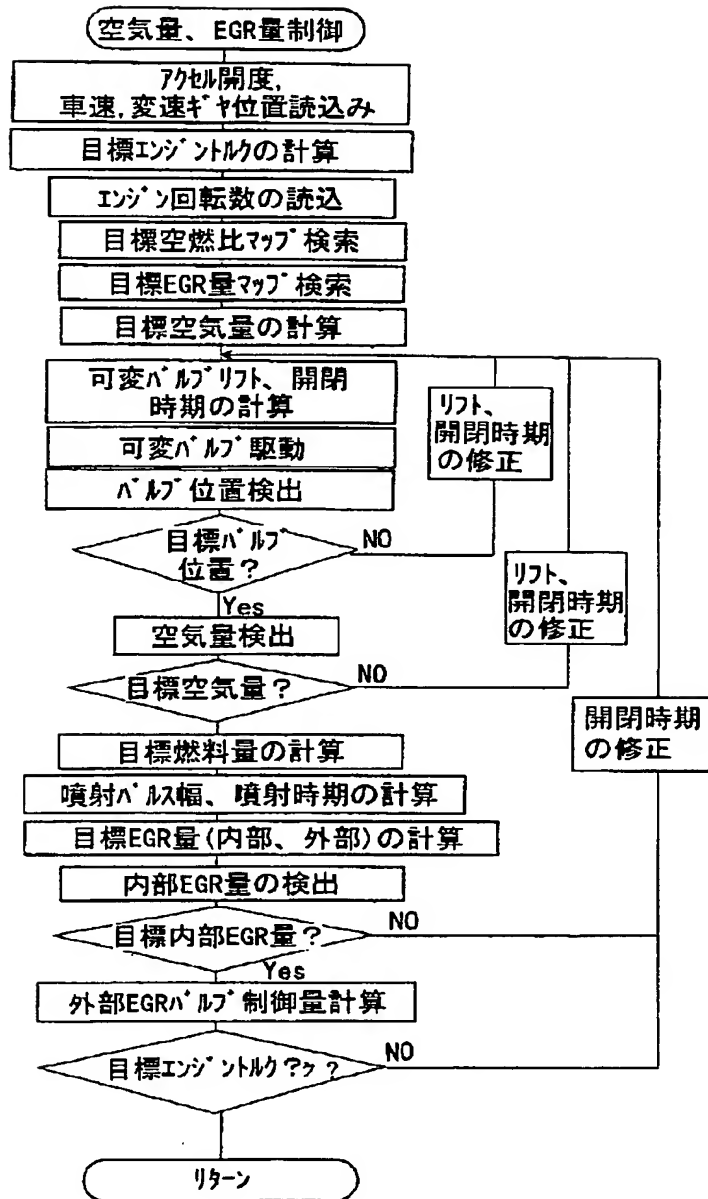 空気量、EGR量制御
ｱｸｾﾙ開度,
車速,変速ｷﾞﾔ位置読込み
目標ｴﾝｼﾞﾝﾄﾙｸの計算
ｴﾝｼﾞﾝ回転数の読込
目標空燃比ﾏｯﾌﾟ検索
目標EGR量ﾏｯﾌﾟ検索
目標空気量の計算
可変ﾊﾞﾙﾌﾞﾘﾌﾄ、開閉
時期の計算
可変ﾊﾞﾙﾌﾞ駆動
ﾊﾞﾙﾌﾞ位置検出
目標ﾊﾞﾙﾌﾞ
位置?
NO
ﾘﾌﾄ、
開閉時期
の修正
Yes
空気量検出
目標空気量?
NO
ﾘﾌﾄ、
開閉時期
の修正
目標燃料量の計算
噴射ﾊﾟﾙｽ幅、噴射時期の計算
目標EGR量(内部、外部)の計算
内部EGR量の検出
目標内部EGR量?
NO
開閉時期
の修正
Yes
外部EGRﾊﾞﾙﾌﾞ制御量計算
目標ｴﾝｼﾞﾝﾄﾙｸ?ｸ?
NO
ﾘﾀｰﾝ